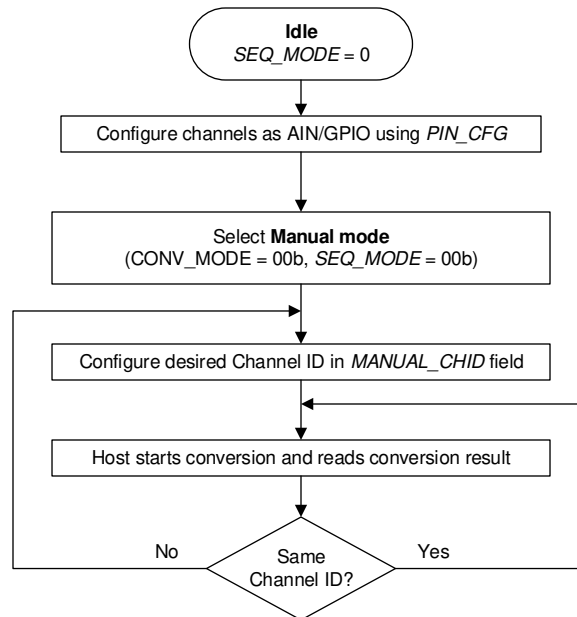 Idle
SEQ_MODE = 0
Configure channels as AIN/GPIO using PIN_CFG
Select Manual mode
(CONV_MODE = 00b, SEQ_MODE = 00b)
Configure desired Channel ID in MANUAL_CHID field
Host starts conversion and reads conversion result
No
Same
Channel ID?
Yes